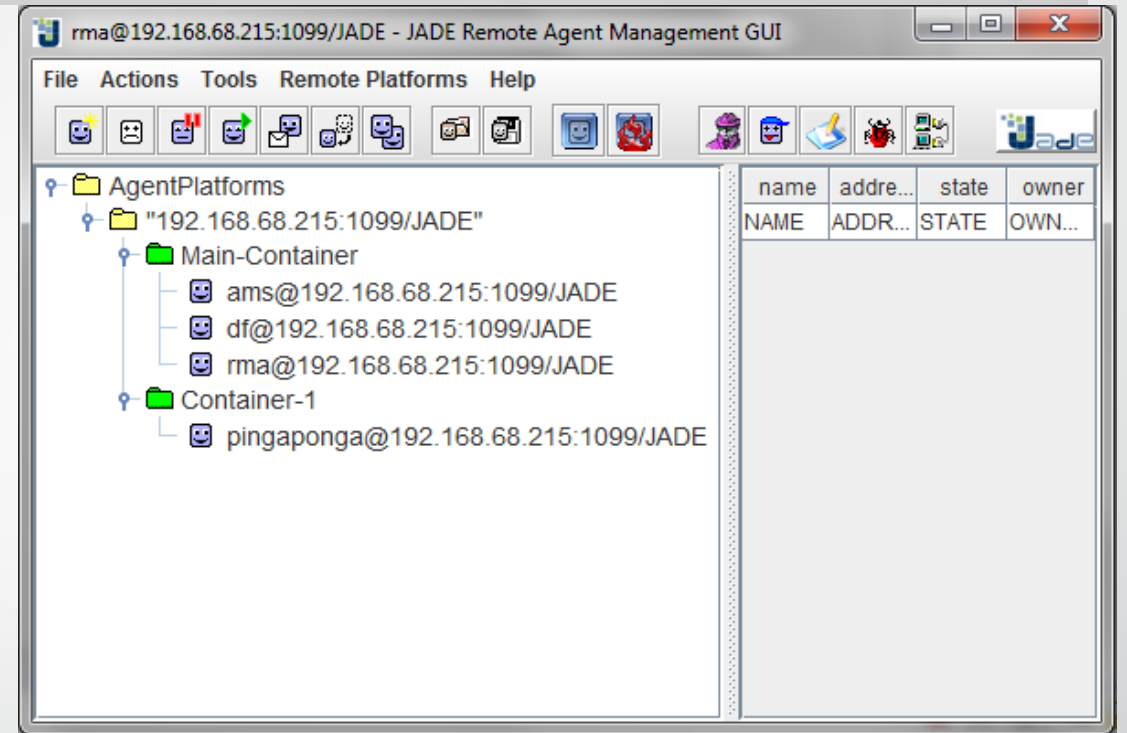 rma@192.168.68.215:1099/JADE - JADE Remote Agent Management GUI
File Actions Tools Remote Platforms Help
Jade
AgentPlatforms
"192.168.68.215:1099/JADE"
Main-Container
ams@192.168.68.215:1099/JADE
df@192.168.68.215:1099/JADE
rma@192.168.68.215:1099/JADE
Container-1
pingaponga@192.168.68.215:1099/JADE
name addre... state owner
NAME ADDR... STATE OWN...